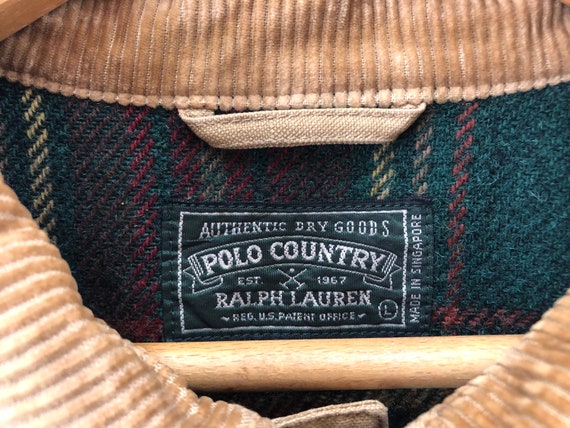 AUTHENTIC DRY GOODS
POLO COUNTRY
EST. 1967
RALPH LAUREN
~ REG. U.S. PATENT OFFICE ~
L
MADE IN SINGAPORE